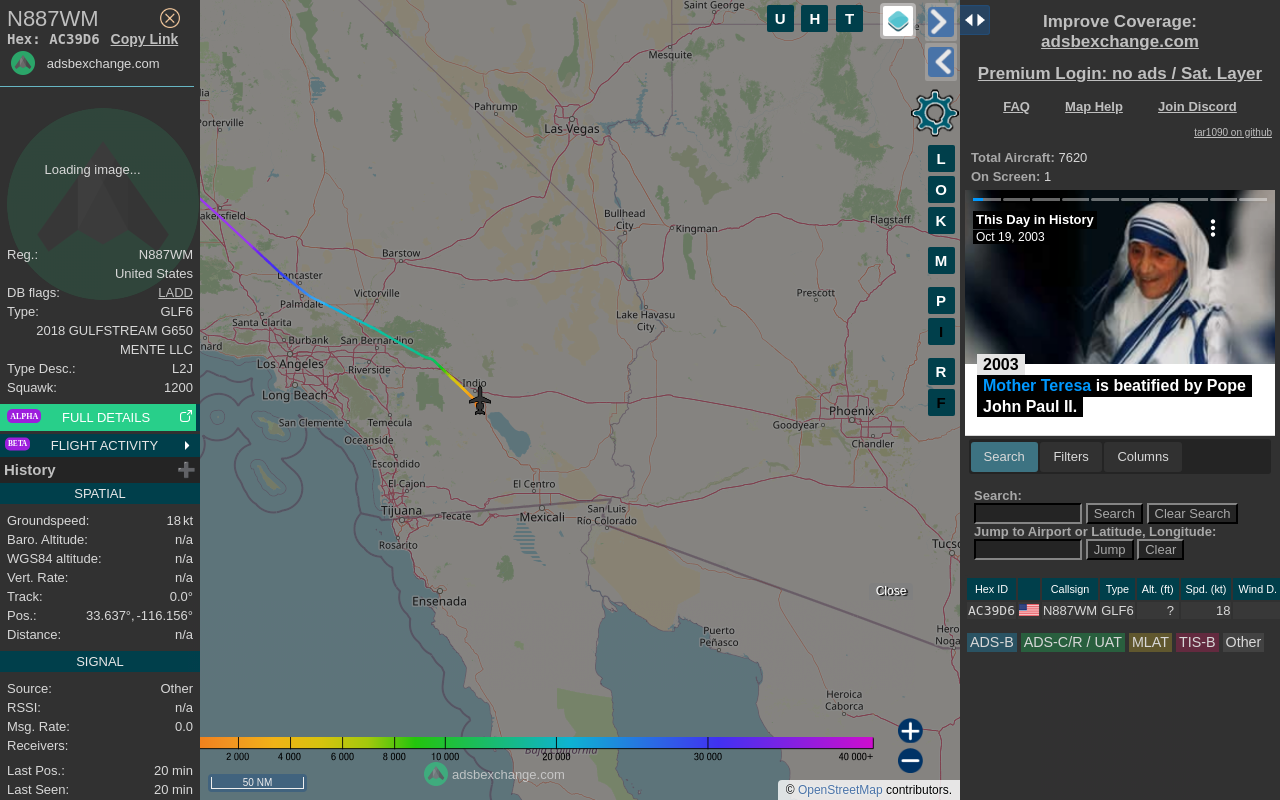 N887WM
Hex: AC39D6 Copy Link
adsbexchange.com
Loading image...
Reg.: N887WM
United States
DB flags: LADD
Type: GLF6
2018 GULFSTREAM G650
MENTE LLC
Type Desc.: L2J
Squawk: 1200
ALPHA FULL DETAILS
BETA FLIGHT ACTIVITY
History
SPATIAL
Groundspeed: 18 kt
Baro. Altitude: n/a
WGS84 altitude: n/a
Vert. Rate: n/a
Track: 0.0°
Pos.: 33.637°, -116.156°
Distance: n/a
SIGNAL
Source: Other
RSSI: n/a
Msg. Rate: 0.0
Receivers:
Last Pos.: 20 min
Last Seen: 20 min
Saint George
Mesquite
Pahrump
Las Vegas
Porterville
Bullhead
City
Kingman
Flagstaff
akersfield
Barstow
Lancaster
Palmdale
Victorville
Prescott
Santa Clarita
Lake Havasu
City
nard
Burbank
San Bernardino
Los Angeles
Riverside
Indio
Long Beach
San Clemente
Temecula
Phoenix
Goodyear
Chandler
Oceanside
Escondido
El Cajon
El Centro
San Luis
Río Colorado
Tijuana
Tecate
Mexicali
Rosarito
Tucso
Ensenada
Puerto
Peñasco
Hero
Noga
Heroica
Caborca
Baja California
U H T
L
O
K
M
P
I
R
F
Close
2 000 4 000 6 000 8 000 10 000 20 000 30 000 40 000+
adsbexchange.com
50 NM
© OpenStreetMap contributors.
Improve Coverage:
adsbexchange.com
Premium Login: no ads / Sat. Layer
FAQ Map Help Join Discord
tar1090 on github
Total Aircraft: 7620
On Screen: 1
This Day in History
Oct 19, 2003
2003
Mother Teresa is beatified by Pope
John Paul II.
Search Filters Columns
Search:
Search Clear Search
Jump to Airport or Latitude, Longitude:
Jump Clear
Hex ID Callsign Type Alt. (ft) Spd. (kt) Wind D.
AC39D6 N887WM GLF6 ? 18
ADS-B ADS-C/R / UAT MLAT TIS-B Other